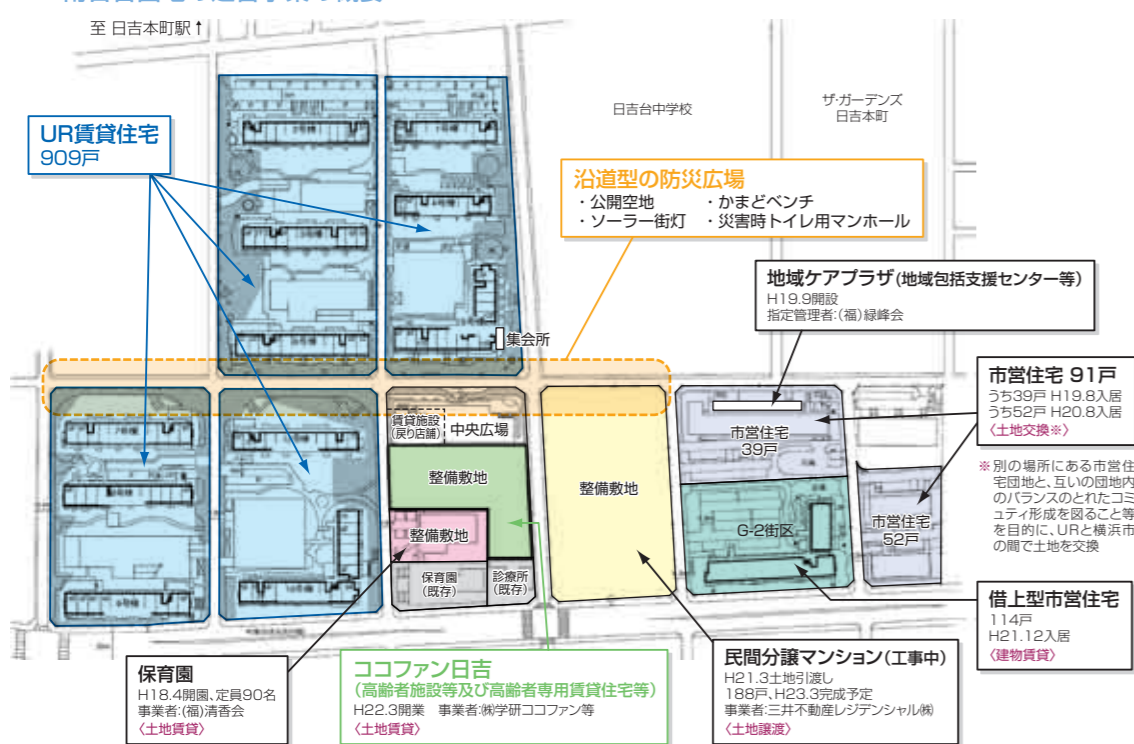 至 日吉本町駅↑
日吉台中学校
ザ・ガーデンズ
日吉本町
UR賃貸住宅
909戸
沿道型の防災広場
・公開空地 ・かまどベンチ
・ソーラー街灯 ・災害時トイレ用マンホール
地域ケアプラザ(地域包括支援センター等)
H19.9開設
指定管理者:(福)緑峰会
集会所
市営住宅 91戸
うち39戸 H19.8入居
うち52戸 H20.8入居
〈土地交換※〉
※別の場所にある市営住
宅団地と、互いの団地内
のバランスのとれたコミ
ュティ形成を図ること等
を目的に、URと横浜市
の間で土地を交換
賃貸施設
(戻り店舗)
中央広場
整備敷地
整備敷地
整備敷地
市営住宅
39戸
G-2街区
市営住宅
52戸
保育園
(既存)
診療所
(既存)
借上型市営住宅
114戸
H21.12入居
〈建物賃貸〉
保育園
H18.4開園、定員90名
事業者:(福)清香会
〈土地賃貸〉
ココファン日吉
(高齢者施設等及び高齢者専用賃貸住宅等)
H22.3開業 事業者:㈱学研ココファン等
〈土地賃貸〉
民間分譲マンション(工事中)
H21.3土地引渡し
188戸、H23.3完成予定
事業者:三井不動産レジデンシャル㈱
〈土地譲渡〉